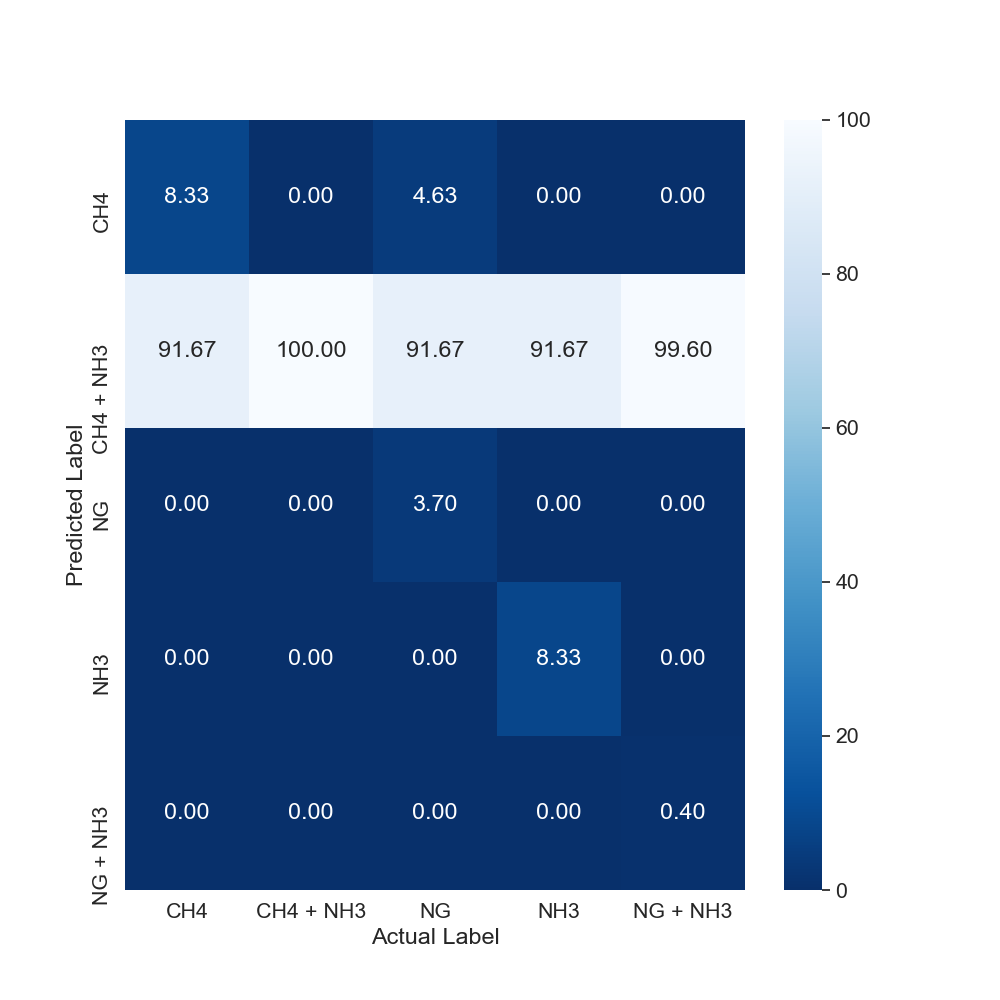 Predicted Label
CH4
8.33 0.00 4.63 0.00 0.00
CH4 + NH3
91.67 100.00 91.67 91.67 99.60
NG
0.00 0.00 3.70 0.00 0.00
NH3
0.00 0.00 0.00 8.33 0.00
NG + NH3
0.00 0.00 0.00 0.00 0.40
CH4 CH4 + NH3 NG NH3 NG + NH3
Actual Label
100
80
60
40
20
0